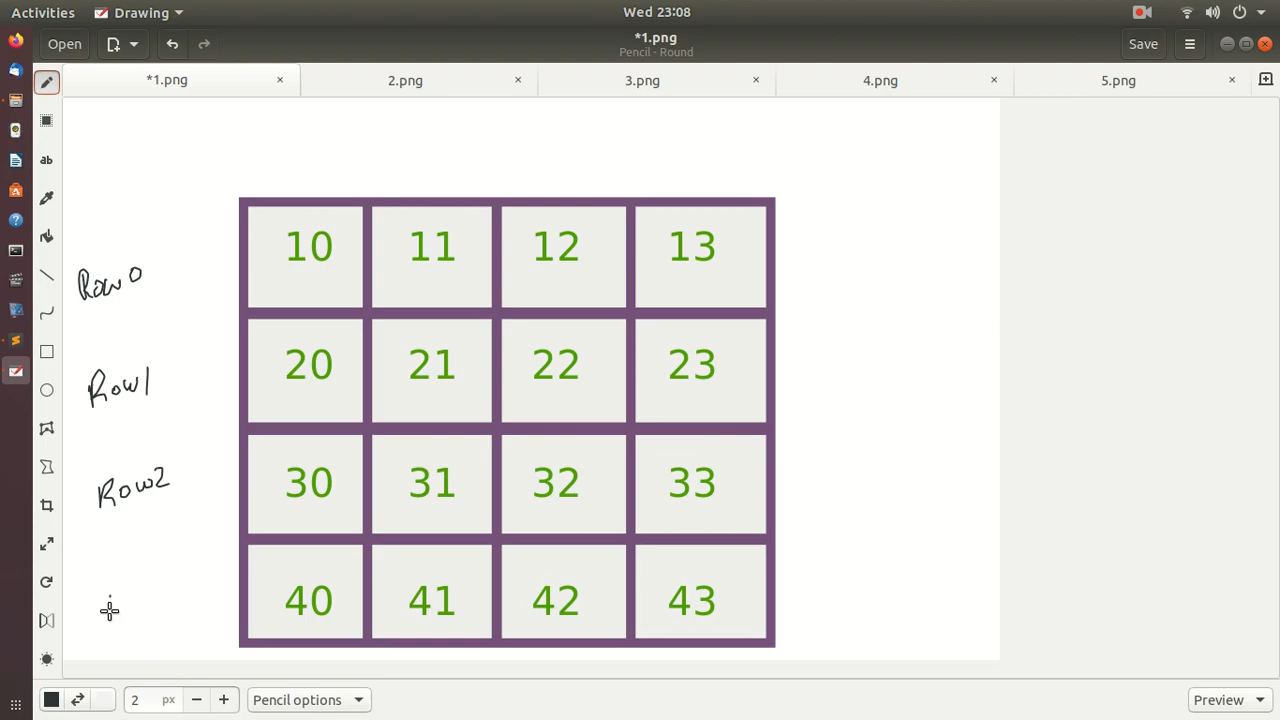 Activities Drawing Wed 23:08
Open *1.png Save
Pencil - Round
*1.png 2.png 3.png 4.png 5.png
10 11 12 13
Row 0
20 21 22 23
Row 1
30 31 32 33
Row 2
40 41 42 43
2 px Pencil options Preview